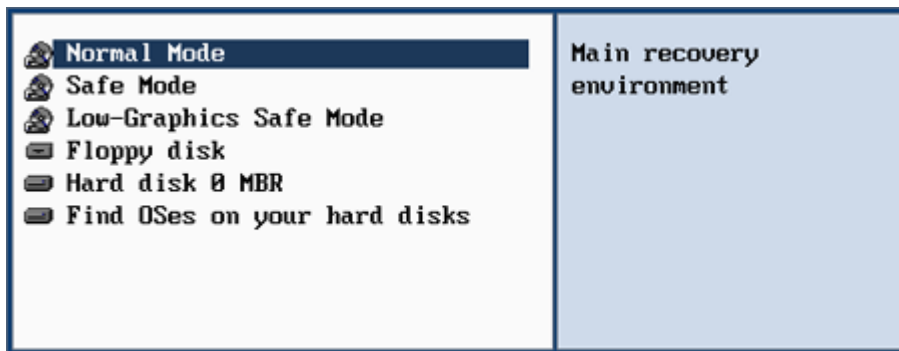 Normal Mode
Safe Mode
Low-Graphics Safe Mode
Floppy disk
Hard disk 0 MBR
Find OSes on your hard disks
Main recovery
environment